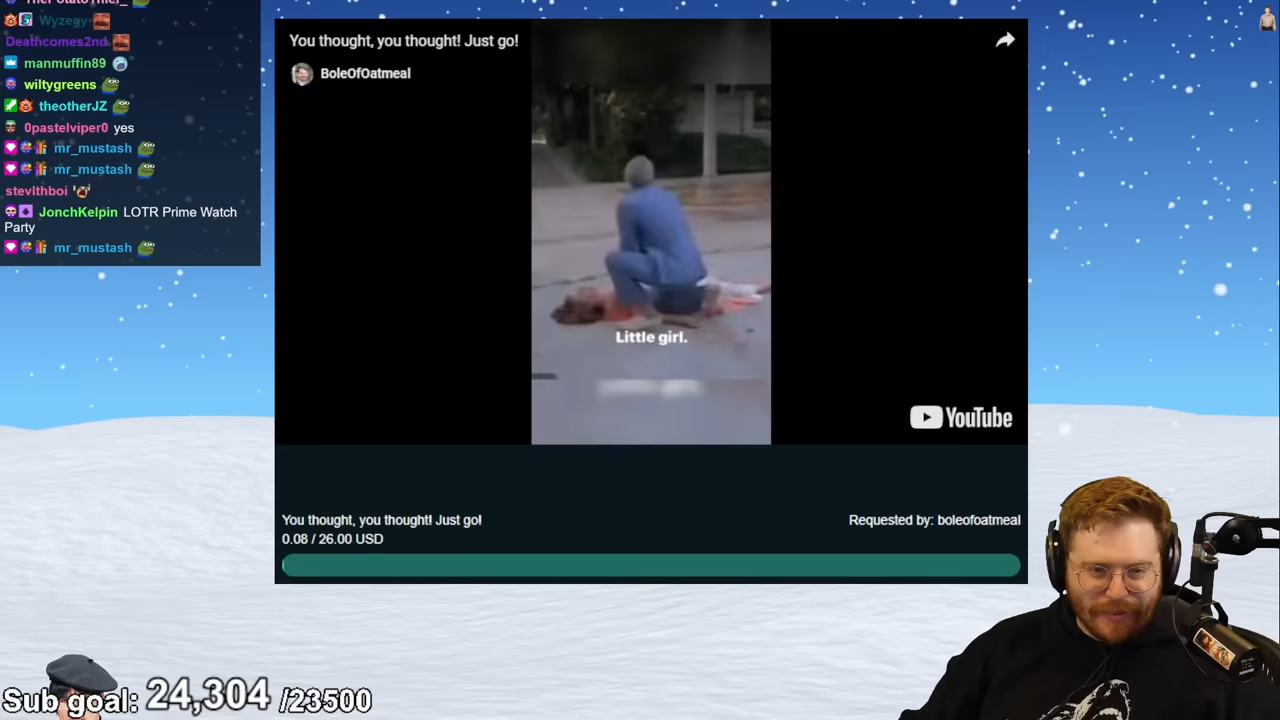 Wyzegy
Deathcomes2nd
manmuffin89
wiltygreens
theotherJZ
0pastelviper0 yes
mr_mustash
mr_mustash
stevlthboi
JonchKelpin LOTR Prime Watch
Party
mr_mustash
You thought, you thought! Just go!
BoleOfOatmeal
Little girl.
YouTube
You thought, you thought! Just go!
Requested by: boleofoatmeal
0.08 / 26.00 USD
Sub goal: 24,304 /23500